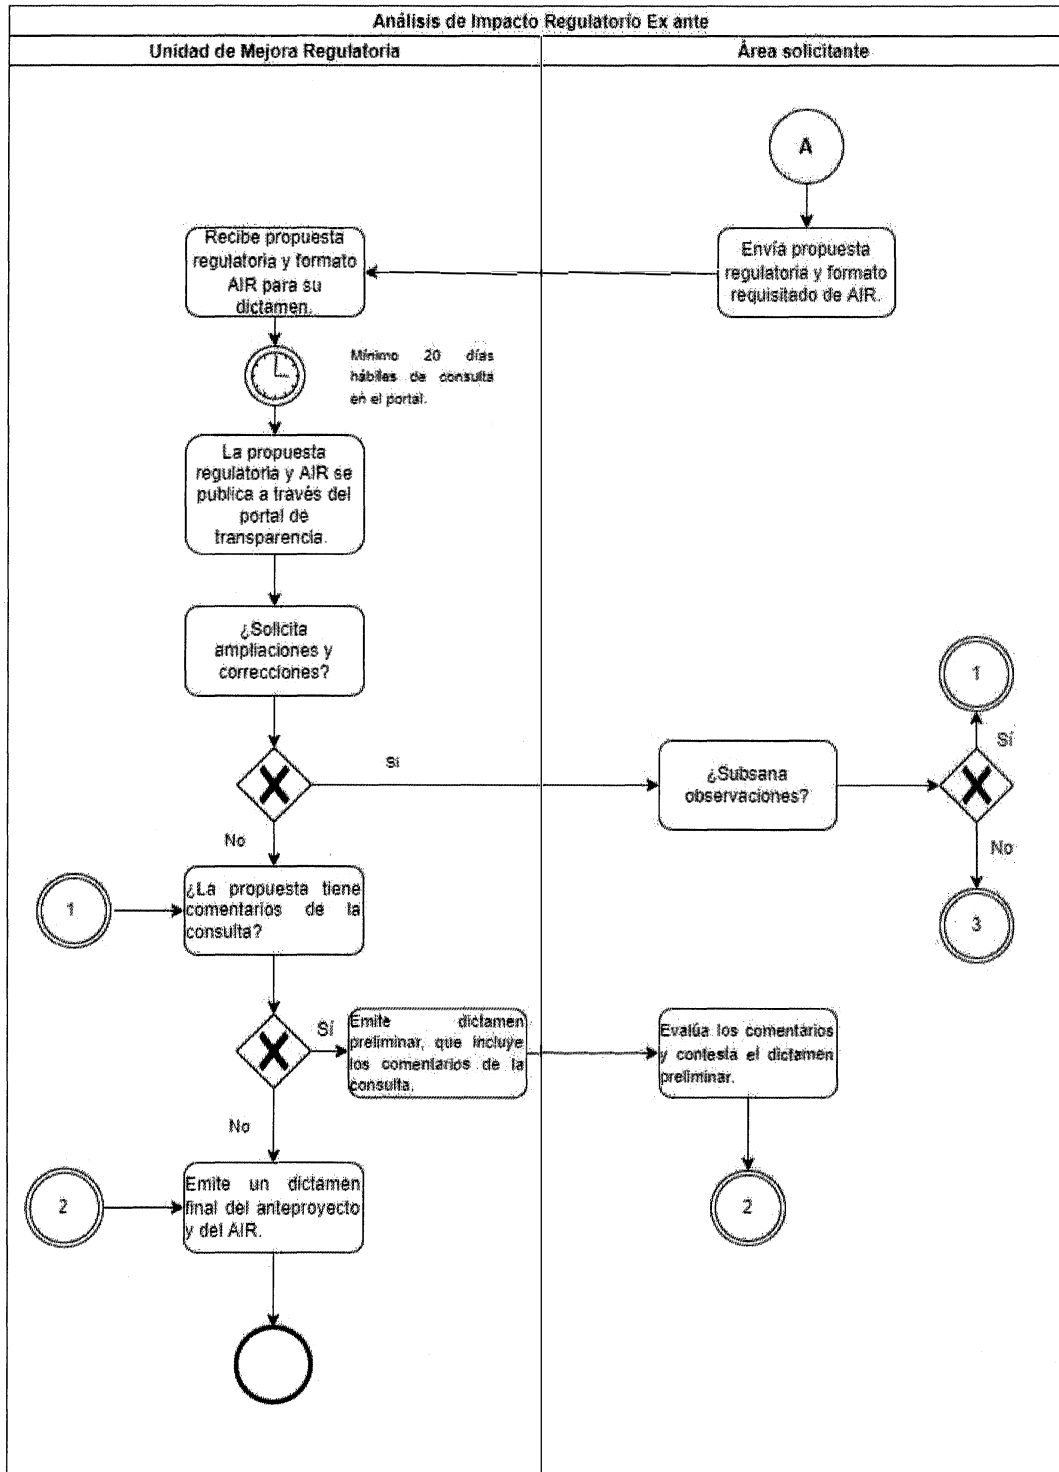 Análisis de Impacto Regulatorio Ex ante
Unidad de Mejora Regulatoria
Área solicitante
A
Envía propuesta
regulatoria y formato
requisitado de AIR.
Recibe propuesta
regulatoria y formato
AIR para su
dictamen.
Mínimo 20 días
hábiles de consulta
en el portal.
La propuesta
regulatoria y AIR se
publica a través del
portal de
transparencia.
¿Solicita
ampliaciones y
correcciones?
1
Sí
Si
¿Subsana
observaciones?
No
No
1
¿La propuesta tiene
comentarios de la
consulta?
3
Sí
Emite dictamen
preliminar, que incluye
los comentarios de la
consulta.
Evalúa los comentarios
y contesta el dictamen
preliminar.
No
2
Emite un dictamen
final del anteproyecto
y del AIR.
2